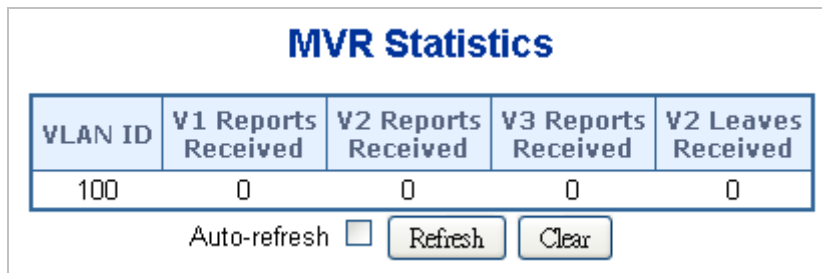 MVR Statistics
VLAN ID V1 Reports Received V2 Reports Received V3 Reports Received V2 Leaves Received
100 0 0 0 0
Auto-refresh Refresh Clear